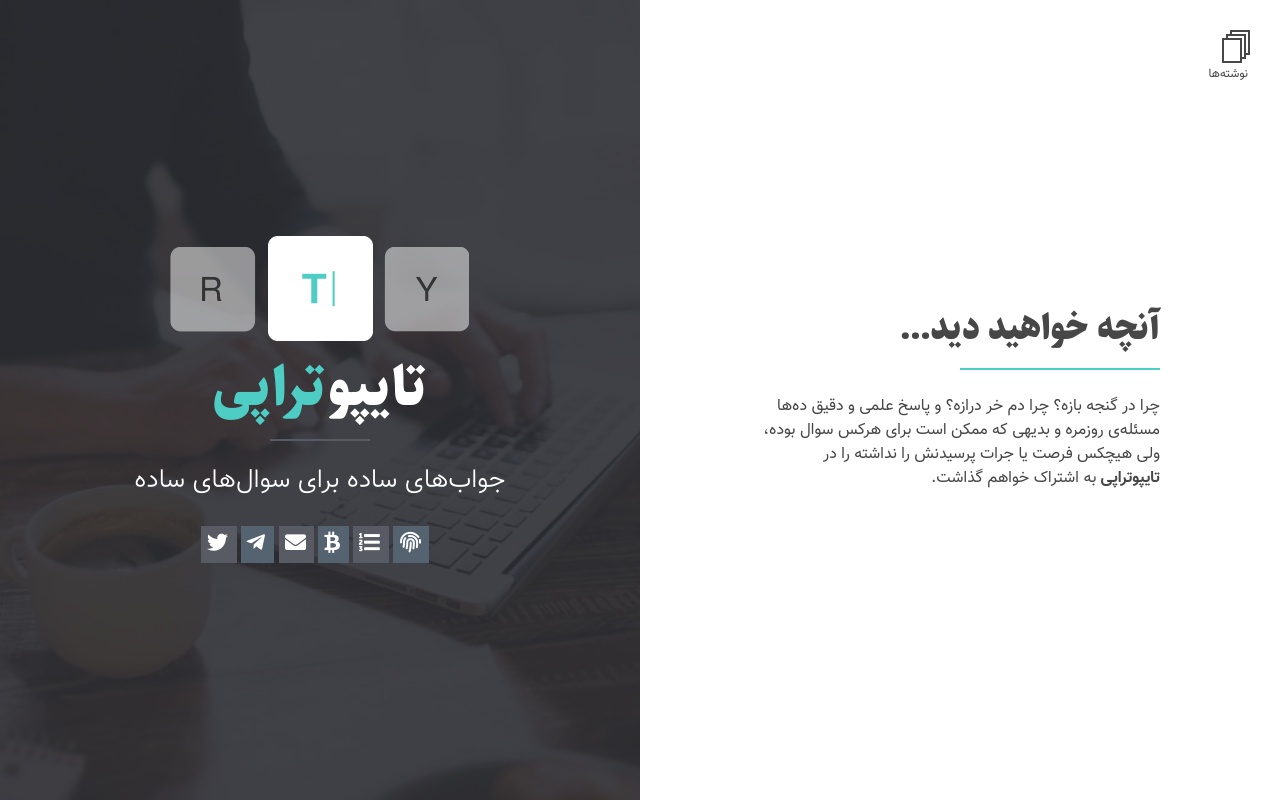 نوشته‌ها
R T Y
تایپوتراپی
جواب‌های ساده برای سوال‌های ساده
آنچه خواهید دید...
چرا در گنجه بازه؟ چرا دم خر درازه؟ و پاسخ علمی و دقیق ده‌ها
مسئله‌ی روزمره و بدیهی که ممکن است برای هرکس سوال بوده،
ولی هیچکس فرصت یا جرات پرسیدنش را نداشته را در
تایپوتراپی به اشتراک خواهم گذاشت.